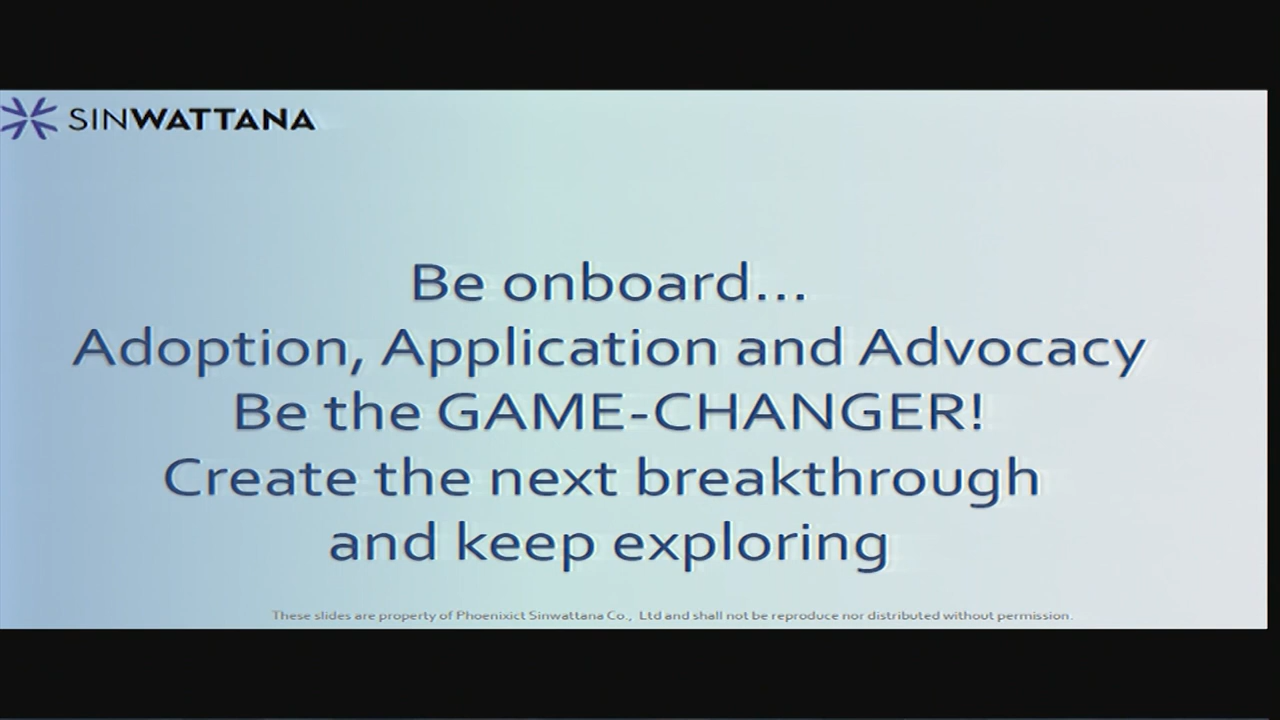 SINWATTANA
Be onboard...
Adoption, Application and Advocacy
Be the GAME-CHANGER!
Create the next breakthrough
and keep exploring
These slides are property of Phoenixict Sinwattana Co., Ltd and shall not be reproduce nor distributed without permission.